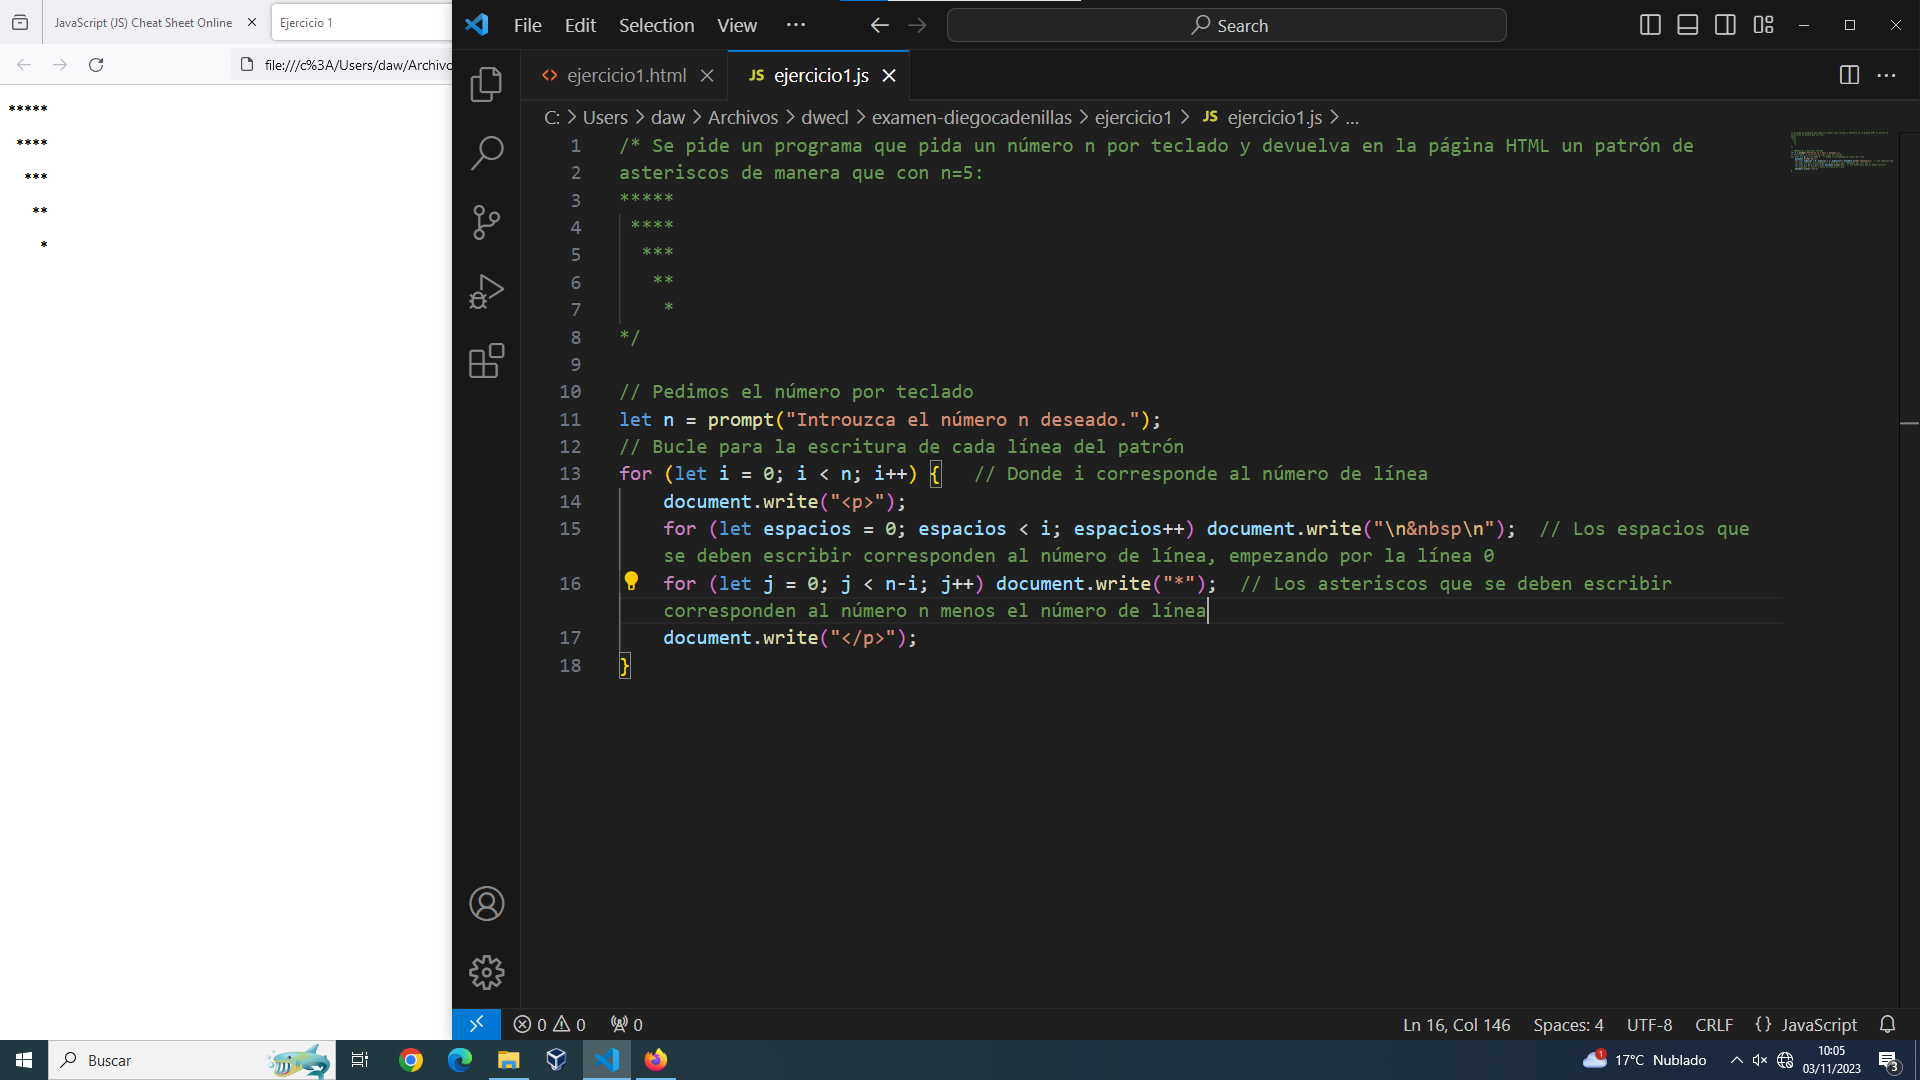 JavaScript (JS) Cheat Sheet Online
Ejercicio 1
file:///c%3A/Users/daw/Archivo
*****
****
***
**
*
File Edit Selection View ···
Search
ejercicio1.html
JS ejercicio1.js
C: > Users > daw > Archivos > dwecl > examen-diegocadenillas > ejercicio1 > JS ejercicio1.js > ...
1 /* Se pide un programa que pida un número n por teclado y devuelva en la página HTML un patrón de
2 asteriscos de manera que con n=5:
3 *****
4  ****
5   ***
6    **
7     *
8 */
9
10 // Pedimos el número por teclado
11 let n = prompt("Introuzca el número n deseado.");
12 // Bucle para la escritura de cada línea del patrón
13 for (let i = 0; i < n; i++) {   // Donde i corresponde al número de línea
14     document.write("<p>");
15     for (let espacios = 0; espacios < i; espacios++) document.write("\n&nbsp\n");  // Los espacios que
se deben escribir corresponden al número de línea, empezando por la línea 0
16     for (let j = 0; j < n-i; j++) document.write("*");  // Los asteriscos que se deben escribir
corresponden al número n menos el número de línea
17     document.write("</p>");
18 }
0 0 0
Ln 16, Col 146 Spaces: 4 UTF-8 CRLF {} JavaScript
Buscar
1 17°C Nublado
10:05
03/11/2023
3